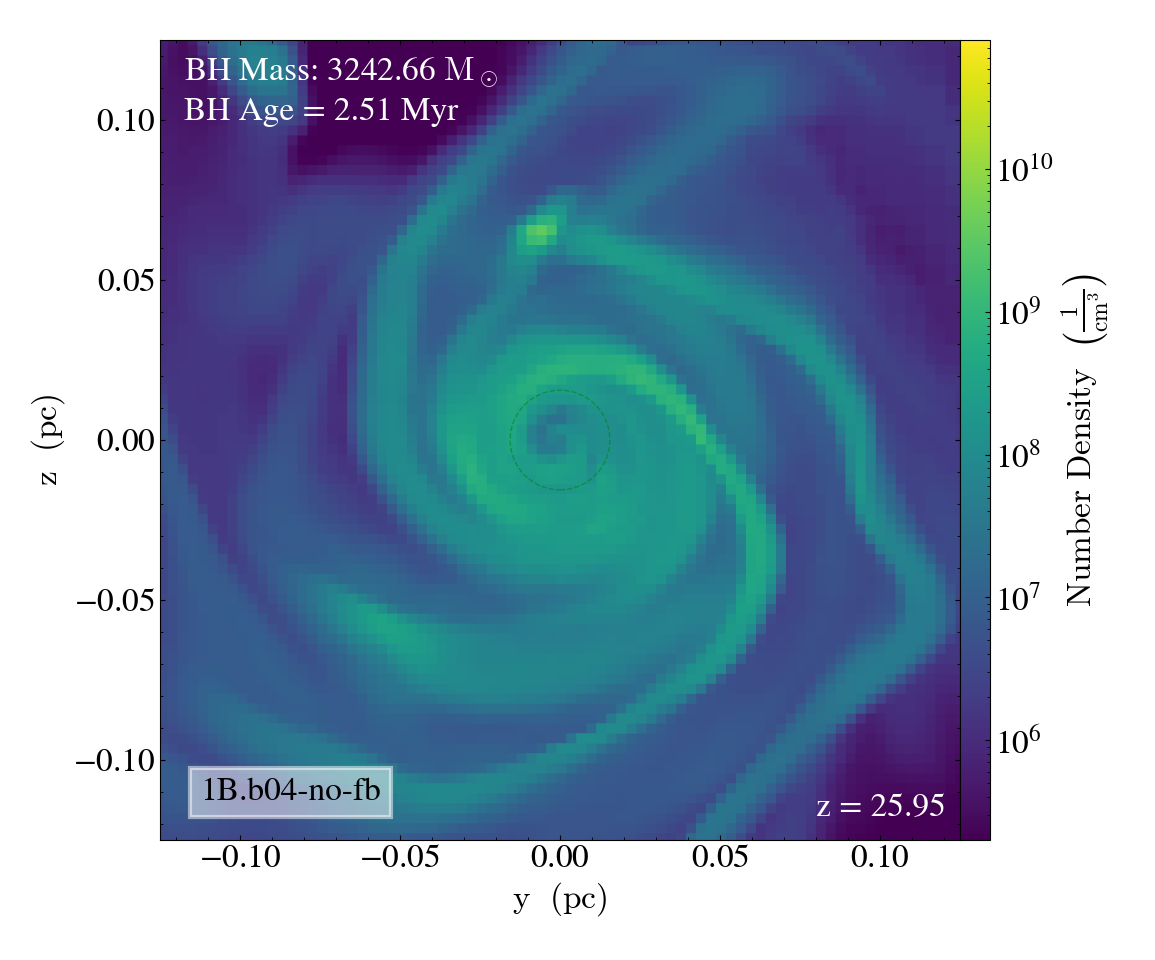 BH Mass: 3242.66 M⊙
BH Age = 2.51 Myr
0.10
0.05
0.00
−0.05
−0.10
z (pc)
1B.b04-no-fb
z = 25.95
−0.10 −0.05 0.00 0.05 0.10
y (pc)
10^10
10^9
10^8
10^7
10^6
Number Density (1/cm^3)